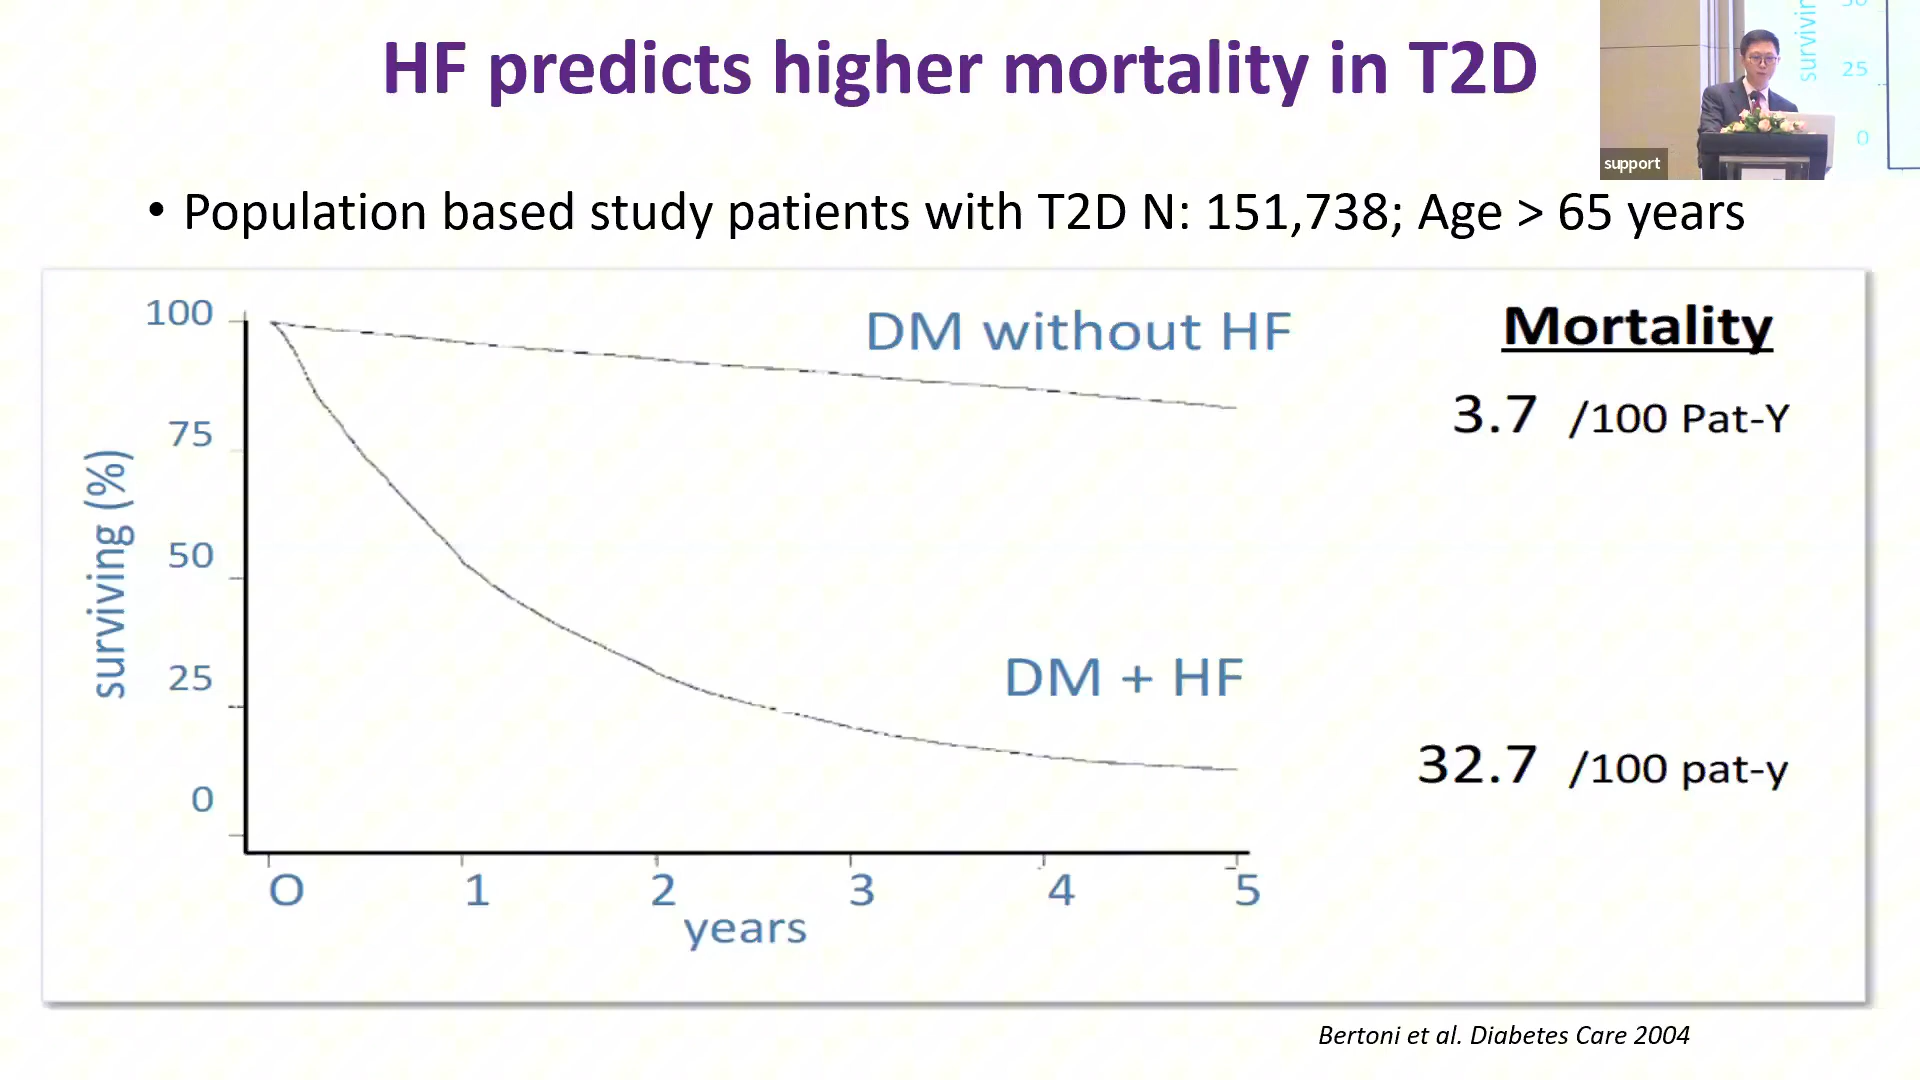 HF predicts higher mortality in T2D
survivin
25
0
support
• Population based study patients with T2D N: 151,738; Age > 65 years
100
75
50
25
0
surviving (%)
DM without HF
DM + HF
Mortality
3.7 /100 Pat-Y
32.7 /100 pat-y
O 1 2 3 4 5
years
Bertoni et al. Diabetes Care 2004